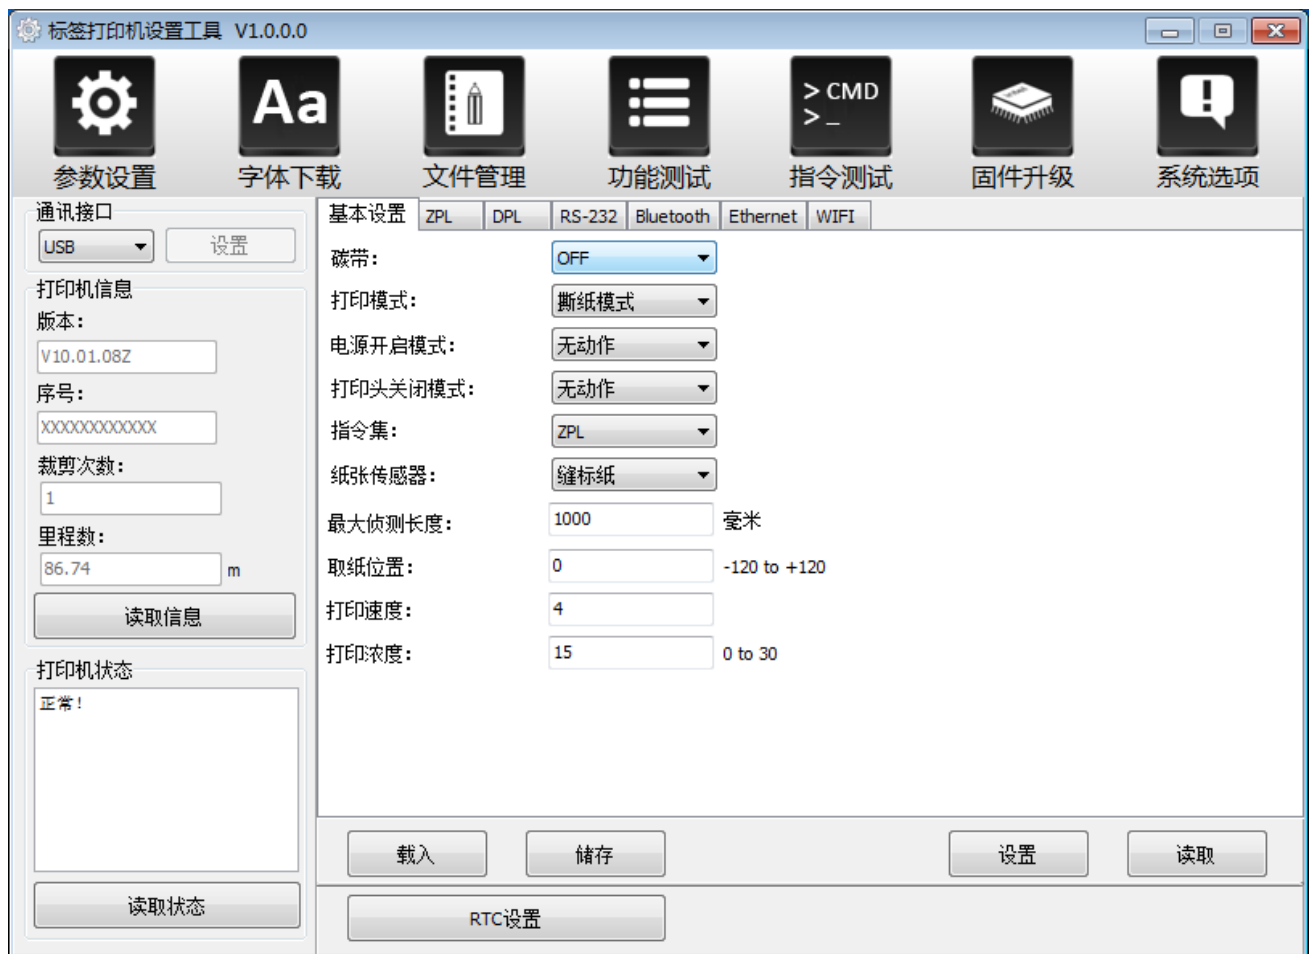 标签打印机设置工具 V1.0.0.0
Aa
> CMD
> _
参数设置 字体下载 文件管理 功能测试 指令测试 固件升级 系统选项
通讯接口
USB 设置
打印机信息
版本:
V10.01.08Z
序号:
XXXXXXXXXXXX
裁剪次数:
1
里程数:
86.74 m
读取信息
打印机状态
正常!
读取状态
基本设置 ZPL DPL RS-232 Bluetooth Ethernet WIFI
碳带: OFF
打印模式: 撕纸模式
电源开启模式: 无动作
打印头关闭模式: 无动作
指令集: ZPL
纸张传感器: 缝标纸
最大侦测长度: 1000 毫米
取纸位置: 0 -120 to +120
打印速度: 4
打印浓度: 15 0 to 30
载入 储存 设置 读取
RTC设置